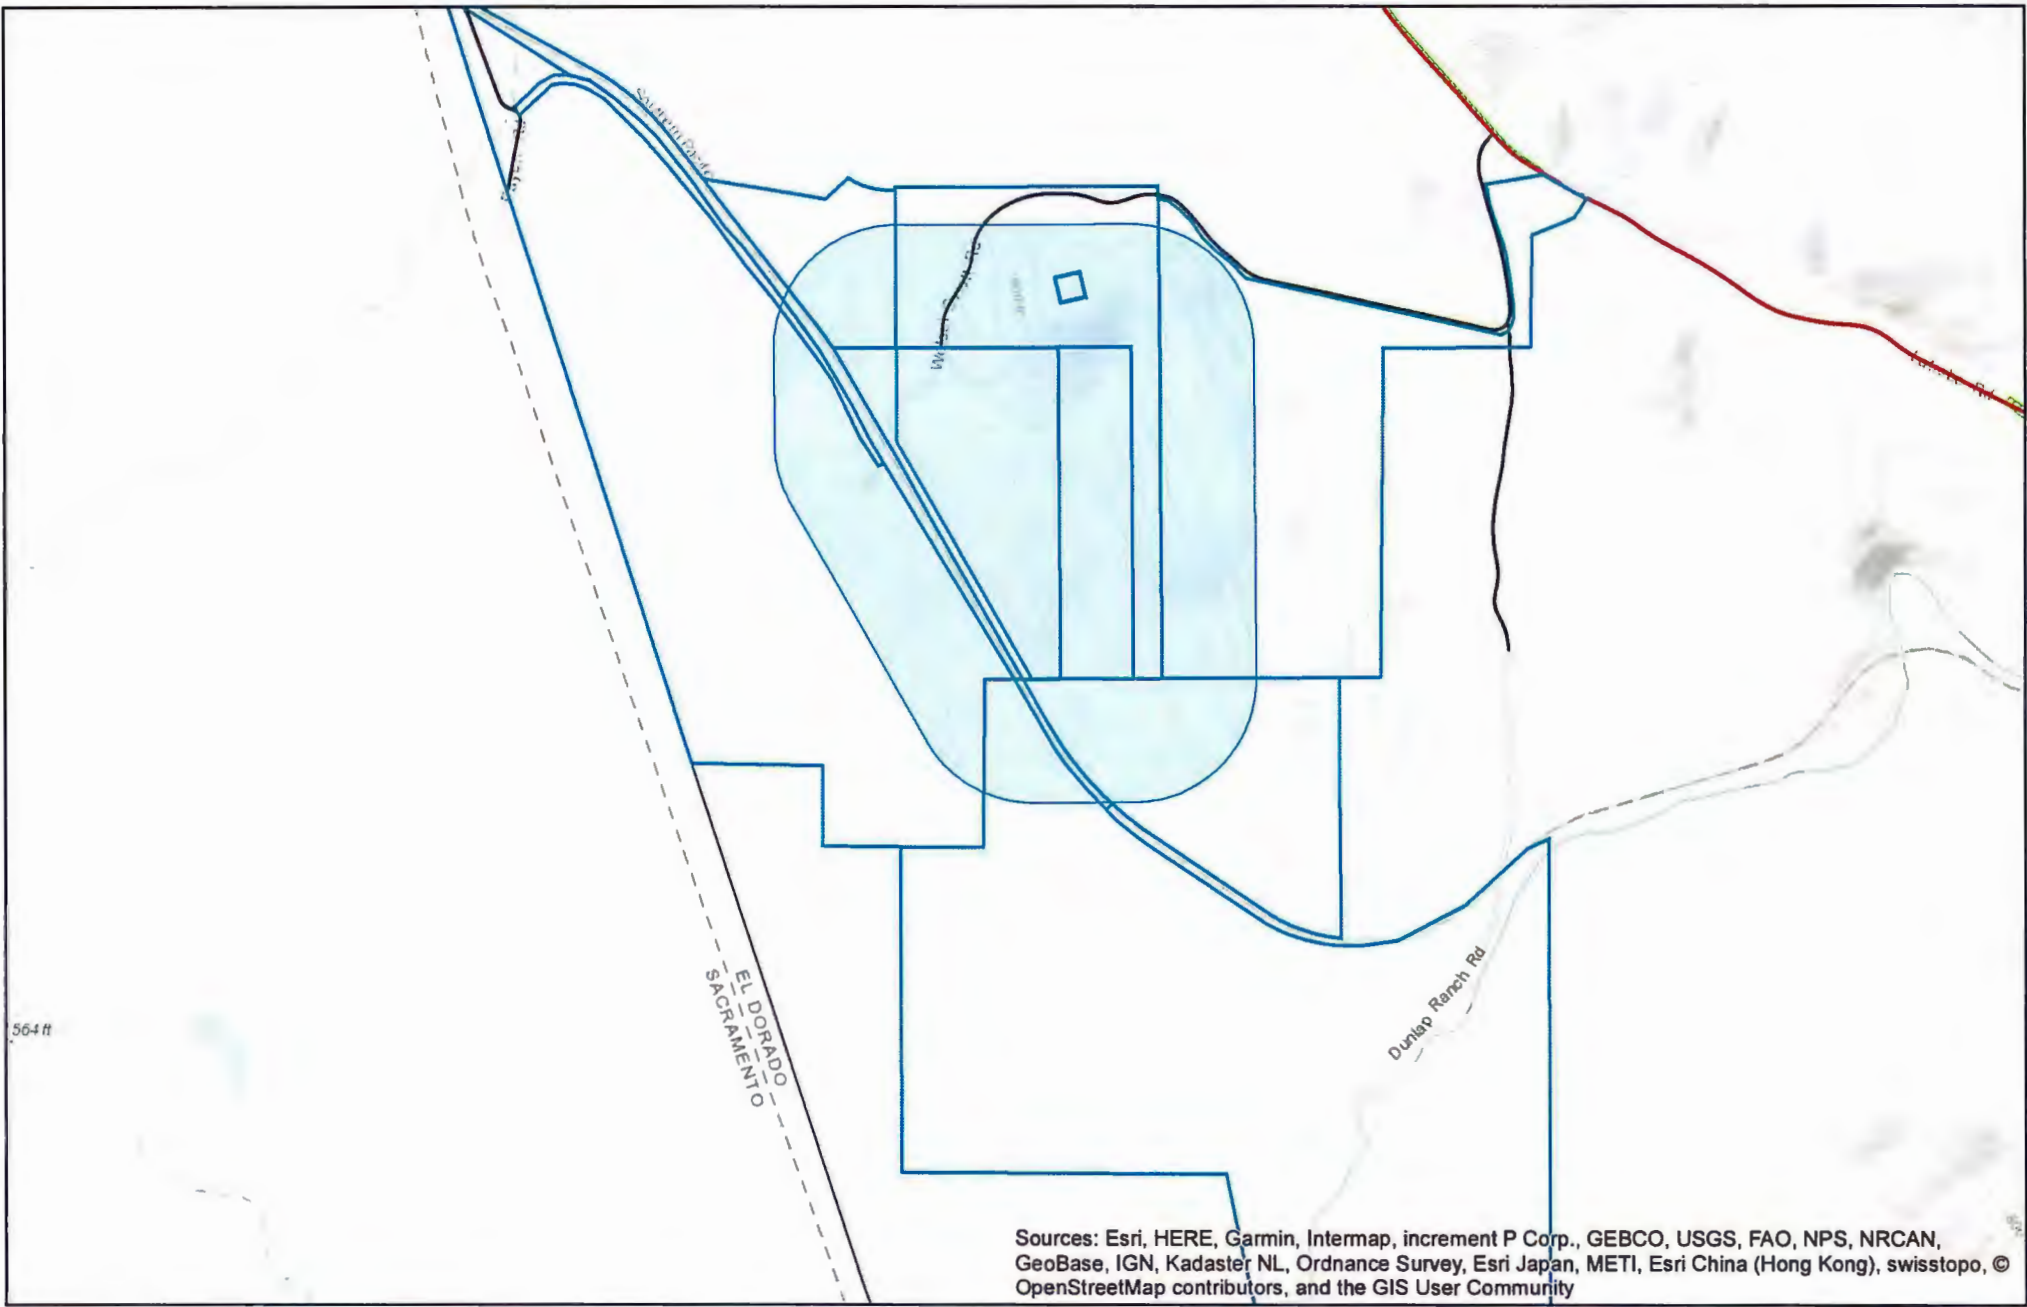 564 ft
EL DORADO
SACRAMENTO
Dunlap Ranch Rd
Sources: Esri, HERE, Garmin, Intermap, increment P Corp., GEBCO, USGS, FAO, NPS, NRCAN,
GeoBase, IGN, Kadaster NL, Ordnance Survey, Esri Japan, METI, Esri China (Hong Kong), swisstopo, ©
OpenStreetMap contributors, and the GIS User Community